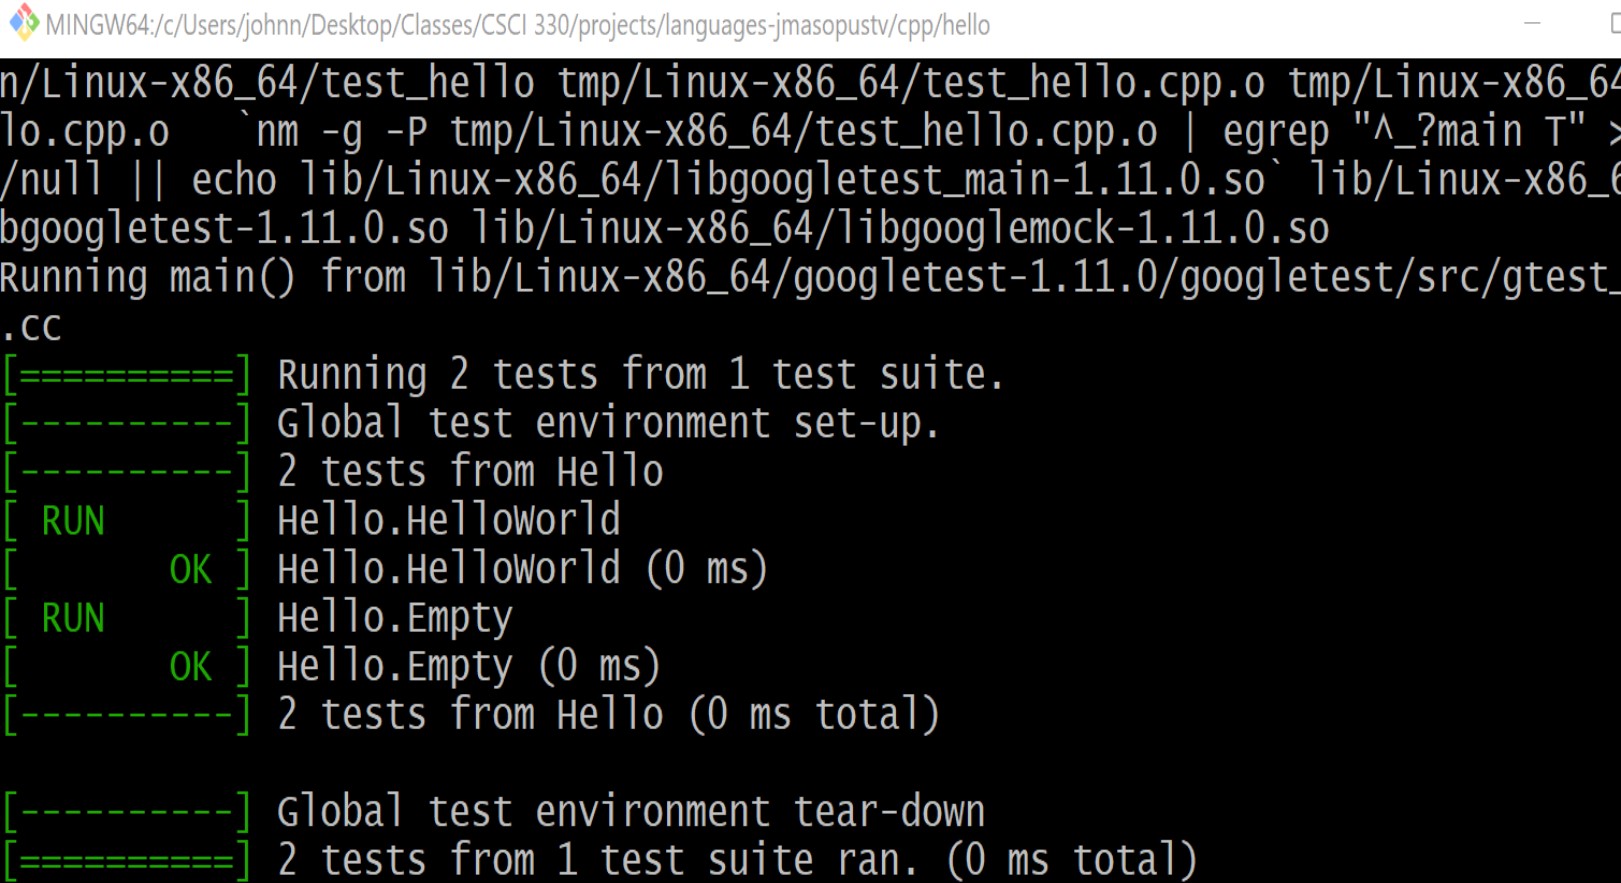 MINGW64:/c/Users/johnn/Desktop/Classes/CSCI 330/projects/languages-jmasopustv/cpp/hello
n/Linux-x86_64/test_hello tmp/Linux-x86_64/test_hello.cpp.o tmp/Linux-x86_64
lo.cpp.o   `nm -g -P tmp/Linux-x86_64/test_hello.cpp.o | egrep "^_?main T" >
/null || echo lib/Linux-x86_64/libgoogletest_main-1.11.0.so` lib/Linux-x86_6
bgoogletest-1.11.0.so lib/Linux-x86_64/libgooglemock-1.11.0.so
Running main() from lib/Linux-x86_64/googletest-1.11.0/googletest/src/gtest_
.cc
[==========] Running 2 tests from 1 test suite.
[----------] Global test environment set-up.
[----------] 2 tests from Hello
[ RUN      ] Hello.HelloWorld
[       OK ] Hello.HelloWorld (0 ms)
[ RUN      ] Hello.Empty
[       OK ] Hello.Empty (0 ms)
[----------] 2 tests from Hello (0 ms total)

[----------] Global test environment tear-down
[==========] 2 tests from 1 test suite ran. (0 ms total)